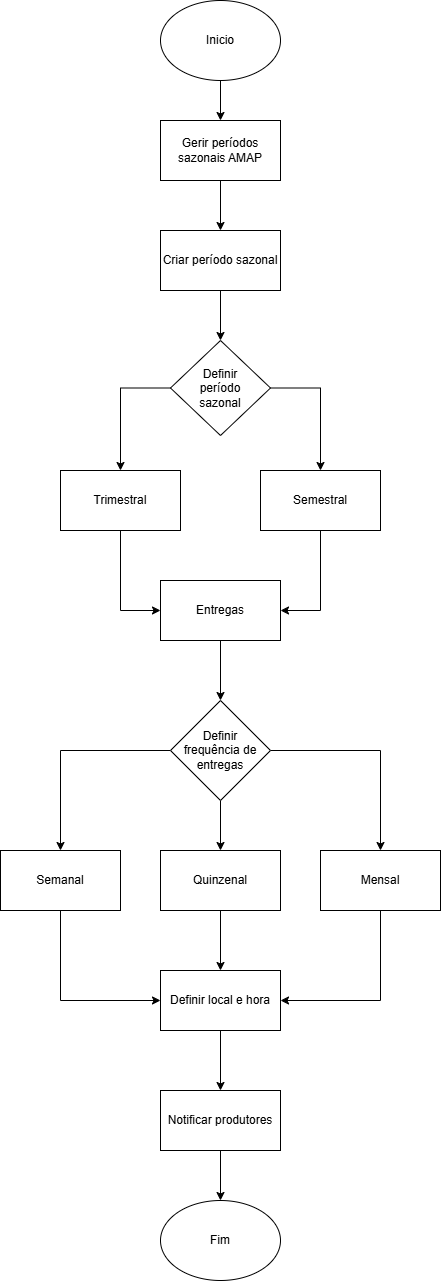 Inicio
Gerir períodos
sazonais AMAP
Criar período sazonal
Definir
período
sazonal
Trimestral
Semestral
Entregas
Definir
frequência de
entregas
Semanal
Quinzenal
Mensal
Definir local e hora
Notificar produtores
Fim